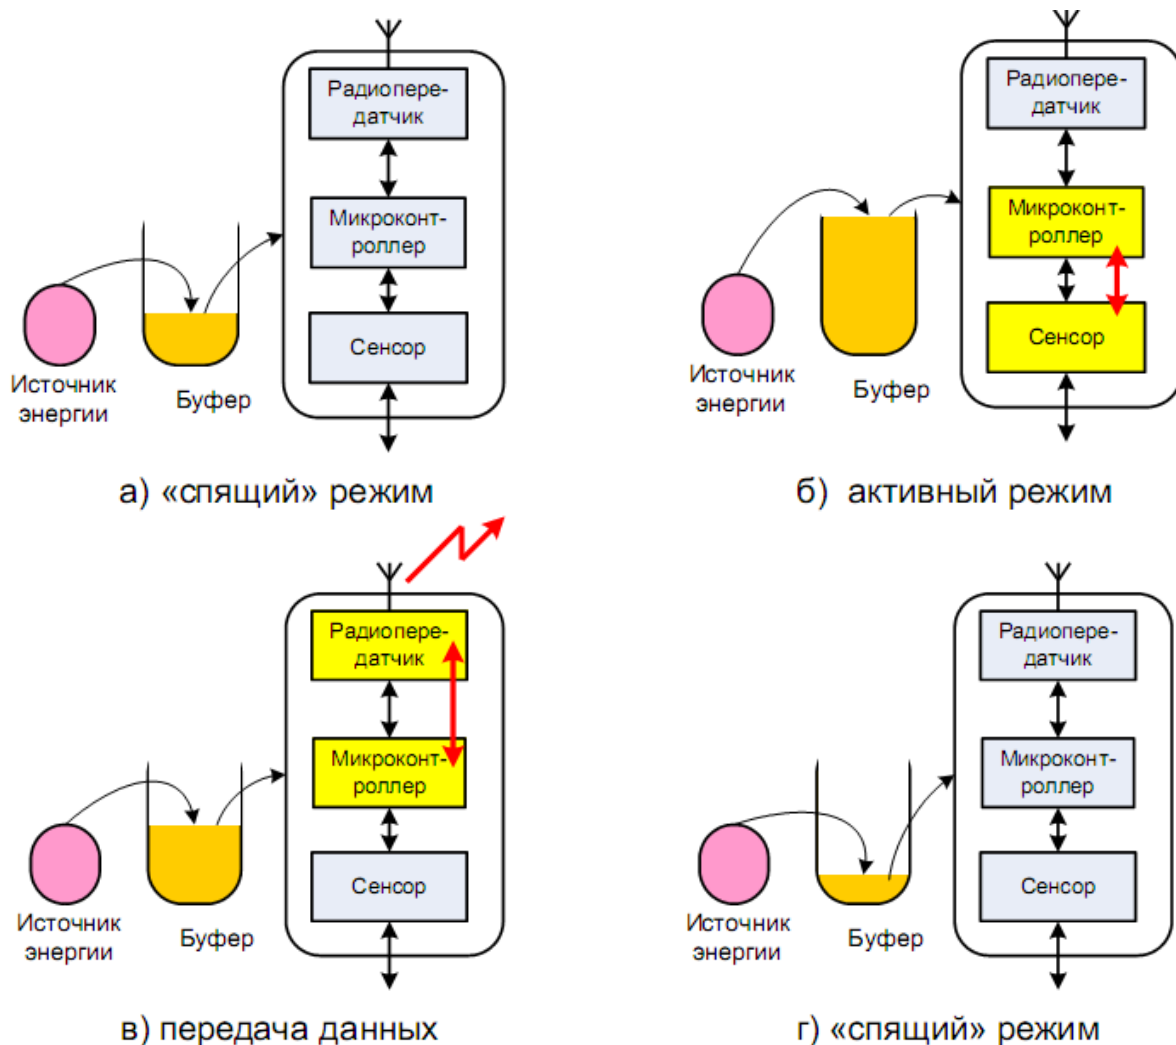 Радиопере-
датчик
Микроконт-
роллер
Сенсор
Источник
энергии
Буфер
а) «спящий» режим
Радиопере-
датчик
Микроконт-
роллер
Сенсор
Источник
энергии
Буфер
б) активный режим
Радиопере-
датчик
Микроконт-
роллер
Сенсор
Источник
энергии
Буфер
в) передача данных
Радиопере-
датчик
Микроконт-
роллер
Сенсор
Источник
энергии
Буфер
г) «спящий» режим